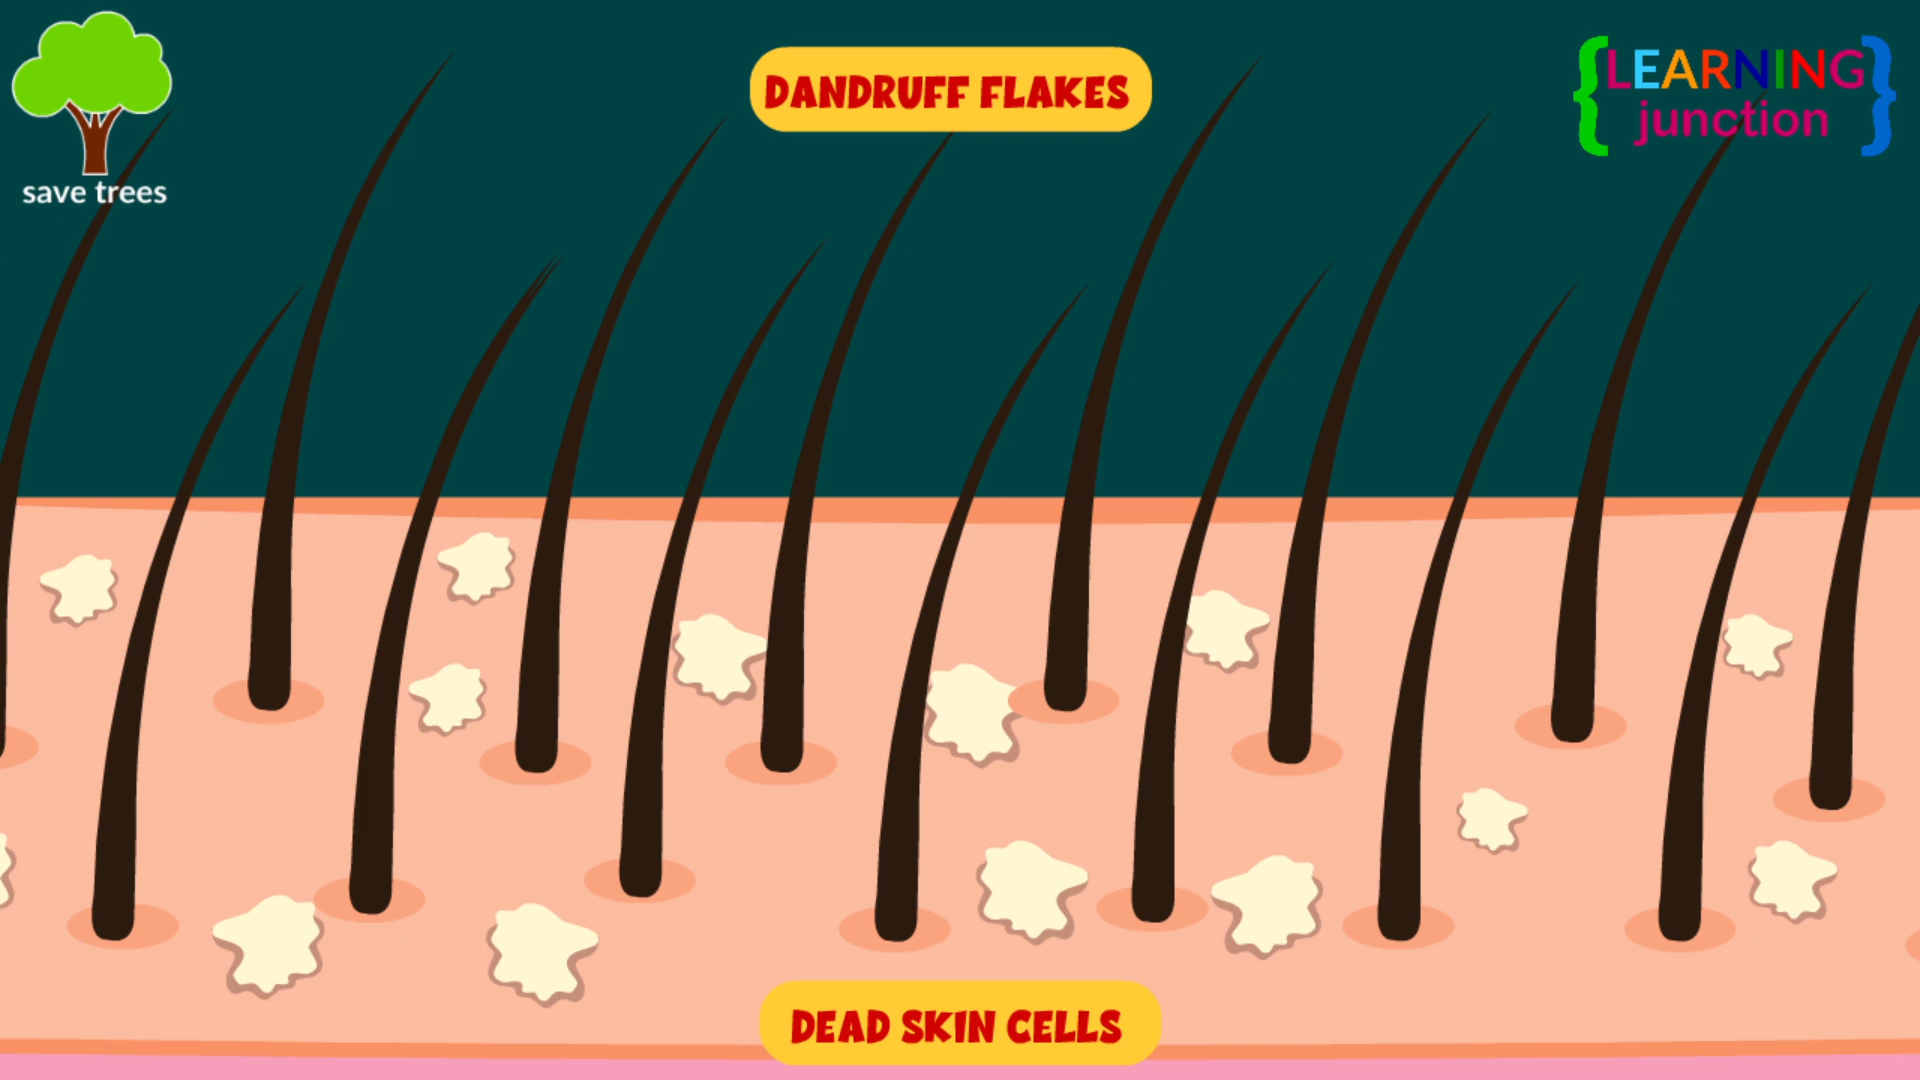 DANDRUFF FLAKES
{LEARNING
junction}
save trees
DEAD SKIN CELLS